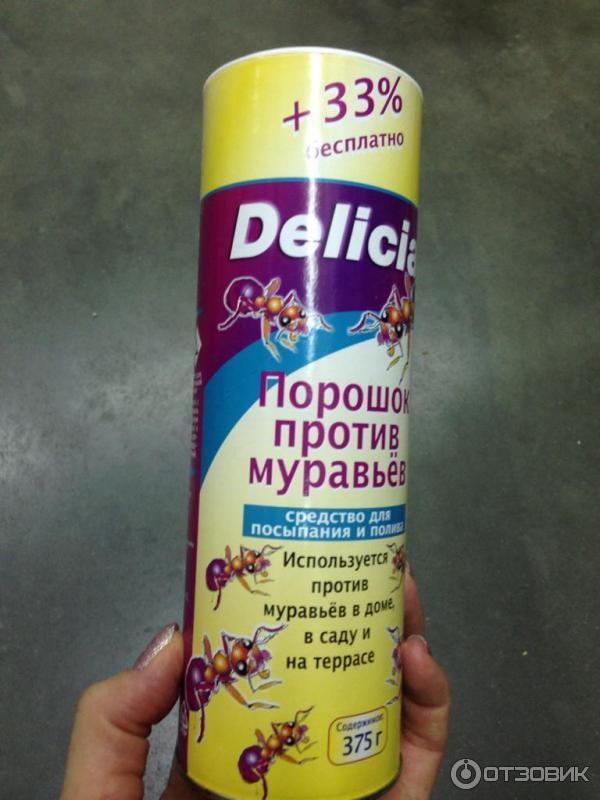 + 33%
бесплатно
Delicia
Порошок
против
муравьёв
средство для
посыпания и полива
Используется
против
муравьёв в доме,
в саду и
на террасе
Содержимое:
375 г
ОТЗОВИК